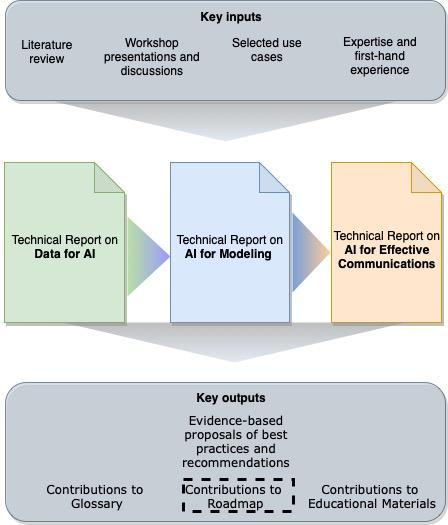 Key inputs
Literature
review
Workshop
presentations and
discussions
Selected use
cases
Expertise and
first-hand
experience
Technical Report on
Data for AI
Technical Report on
AI for Modeling
Technical Report on
AI for Effective
Communications
Key outputs
Evidence-based
proposals of best
practices and
recommendations
Contributions to
Glossary
Contributions to
Roadmap
Contributions to
Educational Materials